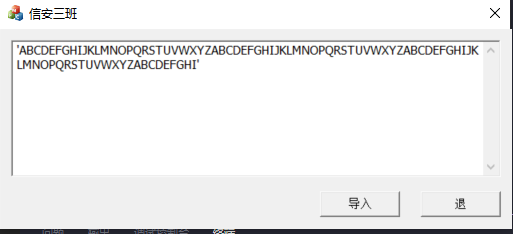 信安三班
'ABCDEFGHIJKLMNOPQRSTUVWXYZABCDEFGHIJKLMNOPQRSTUVWXYZABCDEFGHIJK
LMNOPQRSTUVWXYZABCDEFGHI'
导入 退